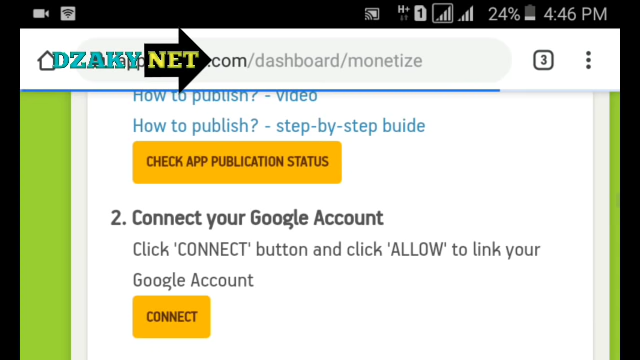 H+ 1 24% 4:46 PM
DZAKY NET
com/dashboard/monetize
3
How to publish? - video
How to publish? - step-by-step buide
CHECK APP PUBLICATION STATUS
2. Connect your Google Account
Click 'CONNECT' button and click 'ALLOW' to link your
Google Account
CONNECT